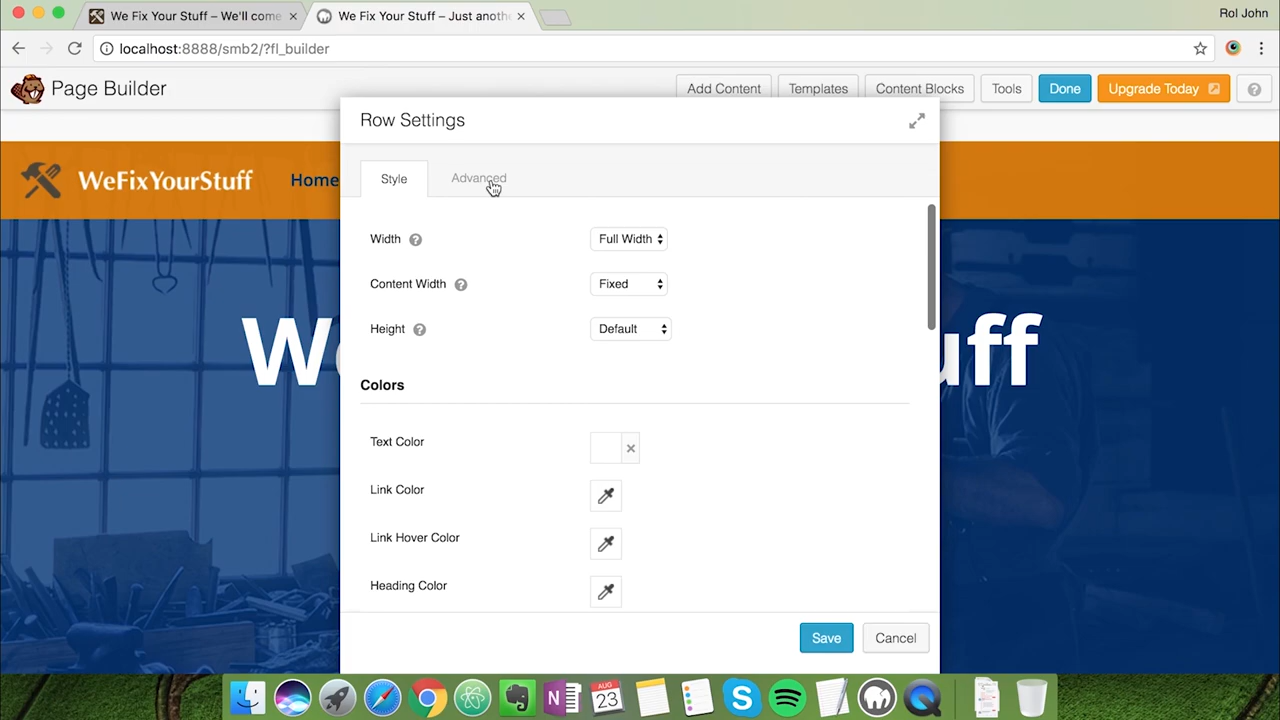 We Fix Your Stuff – We'll come
We Fix Your Stuff – Just anoth
Rol John
localhost:8888/smb2/?fl_builder
Page Builder
Add Content
Templates
Content Blocks
Tools
Done
Upgrade Today
?
Row Settings
WeFixYourStuff
Home
Style
Advanced
Width ?
Full Width
Content Width ?
Fixed
Height ?
Default
W
uff
Colors
Text Color
Link Color
Link Hover Color
Heading Color
Save
Cancel
AUG
23